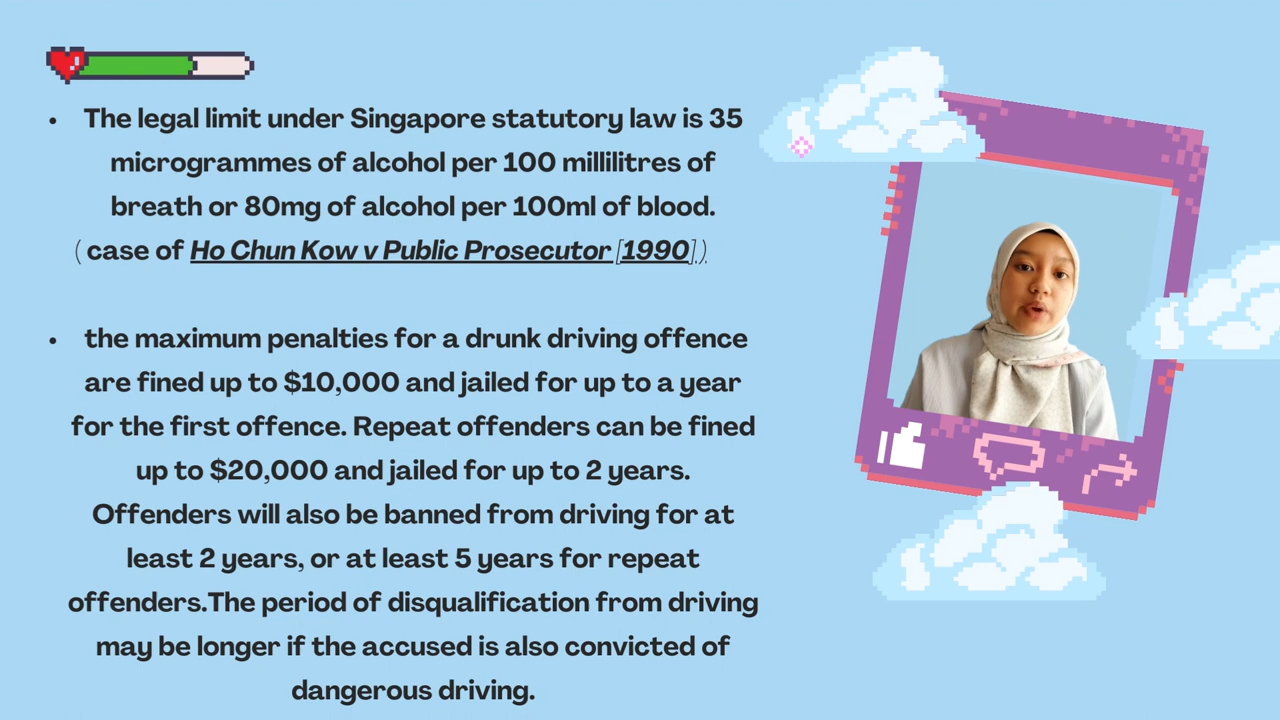 • The legal limit under Singapore statutory law is 35
microgrammes of alcohol per 100 millilitres of
breath or 80mg of alcohol per 100ml of blood.
( case of Ho Chun Kow v Public Prosecutor [1990])
• the maximum penalties for a drunk driving offence
are fined up to $10,000 and jailed for up to a year
for the first offence. Repeat offenders can be fined
up to $20,000 and jailed for up to 2 years.
Offenders will also be banned from driving for at
least 2 years, or at least 5 years for repeat
offenders.The period of disqualification from driving
may be longer if the accused is also convicted of
dangerous driving.